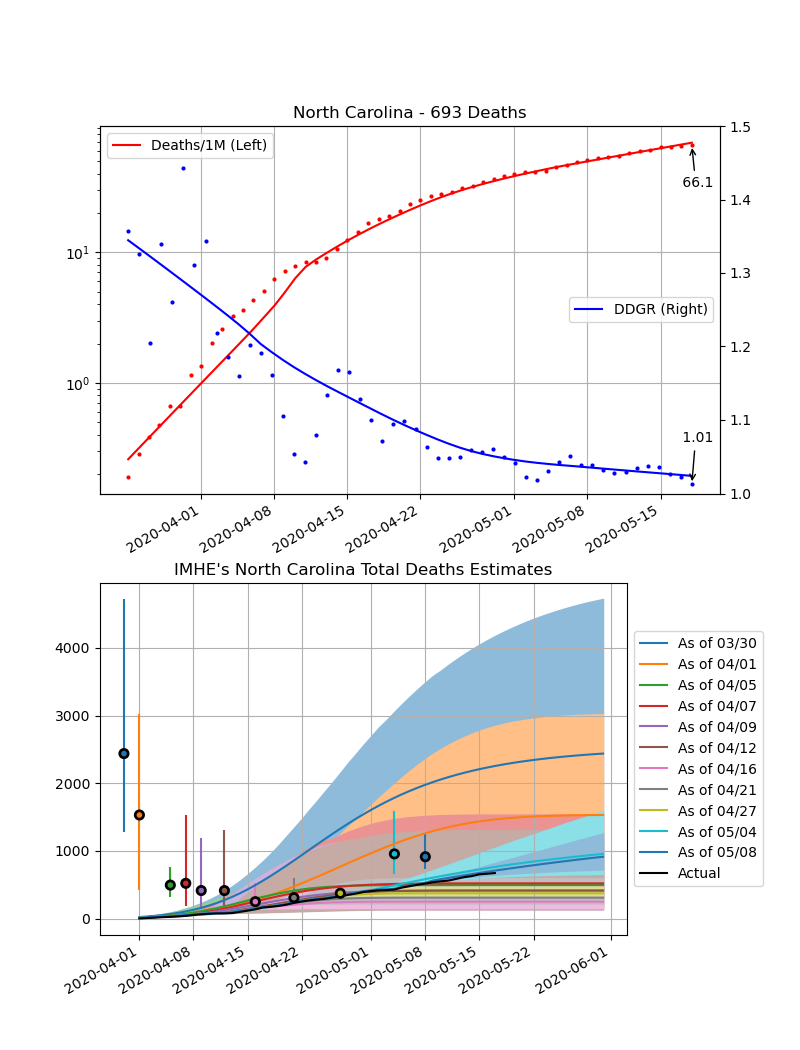 North Carolina - 693 Deaths
Deaths/1M (Left)
DDGR (Right)
66.1
1.01
10^1
10^0
1.5
1.4
1.3
1.2
1.1
1.0
2020-04-01
2020-04-08
2020-04-15
2020-04-22
2020-05-01
2020-05-08
2020-05-15
IMHE's North Carolina Total Deaths Estimates
4000
3000
2000
1000
0
2020-04-01
2020-04-08
2020-04-15
2020-04-22
2020-05-01
2020-05-08
2020-05-15
2020-05-22
2020-06-01
As of 03/30
As of 04/01
As of 04/05
As of 04/07
As of 04/09
As of 04/12
As of 04/16
As of 04/21
As of 04/27
As of 05/04
As of 05/08
Actual